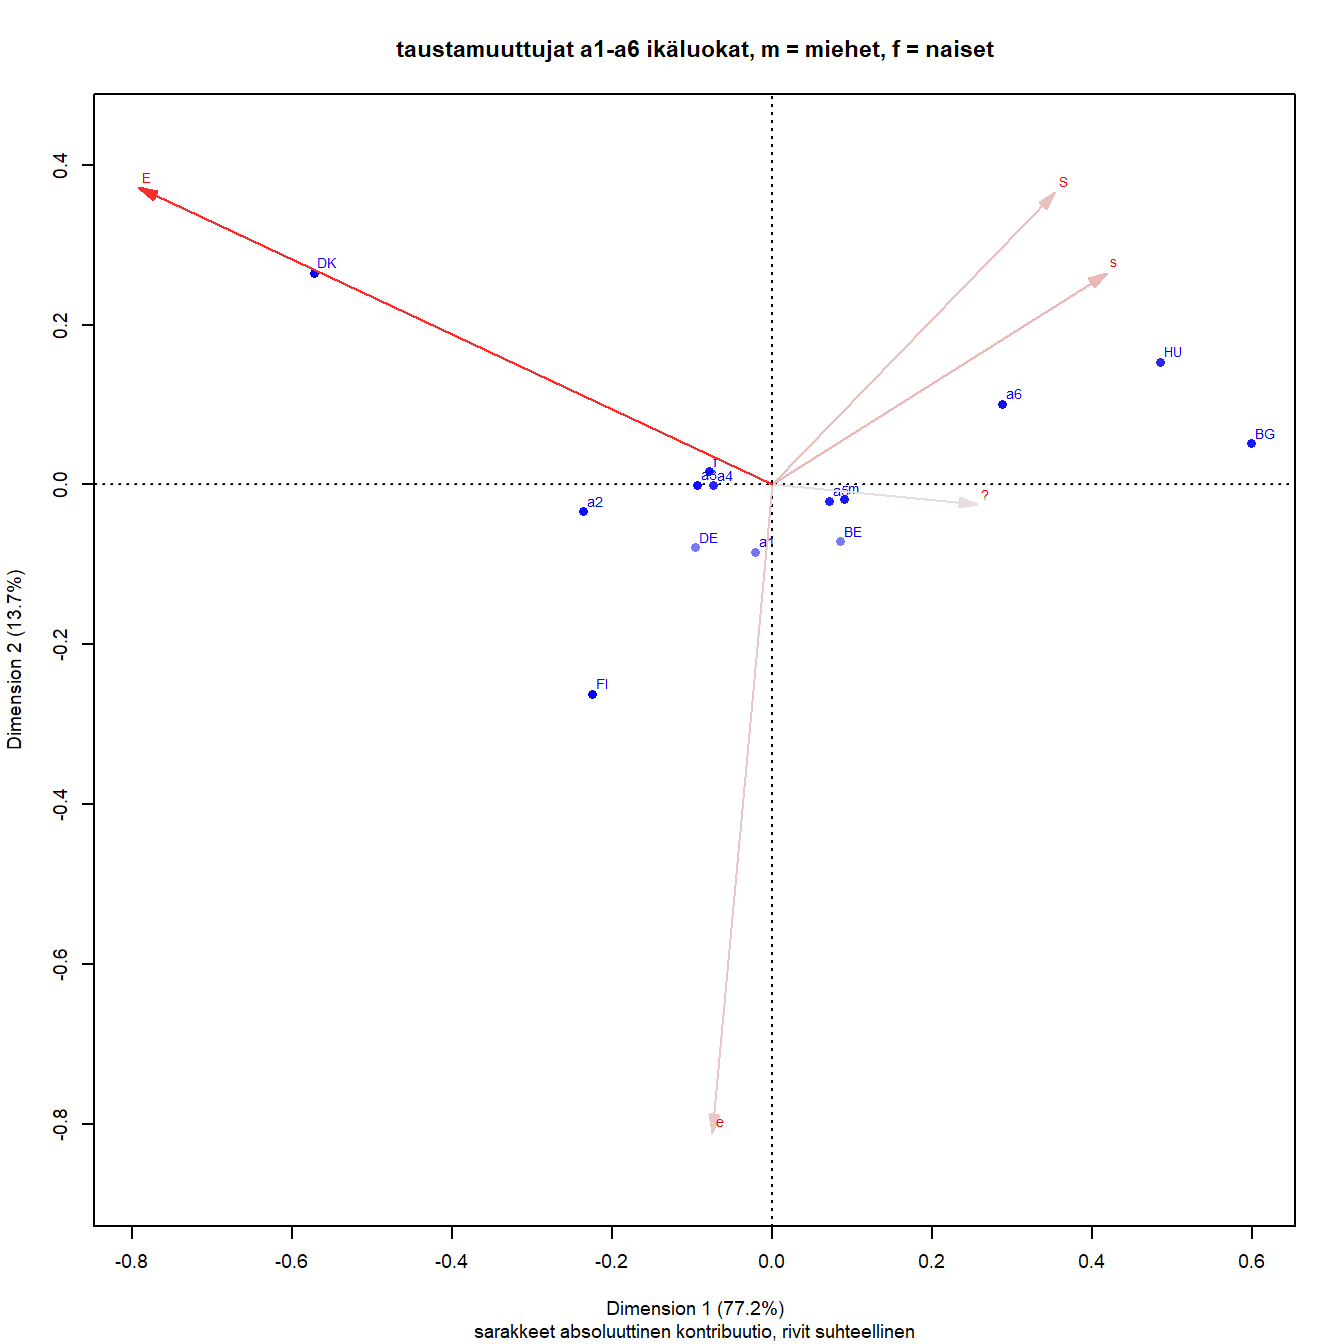 taustamuuttujat a1-a6 ikäluokat, m = miehet, f = naiset
0.4
0.2
0.0
-0.2
-0.4
-0.6
-0.8
Dimension 2 (13.7%)
E
S
DK
s
HU
a6
BG
f
a3
a4
a5
m
?
a2
DE
a1
BE
FI
e
-0.8
-0.6
-0.4
-0.2
0.0
0.2
0.4
0.6
Dimension 1 (77.2%)
sarakkeet absoluuttinen kontribuutio, rivit suhteellinen